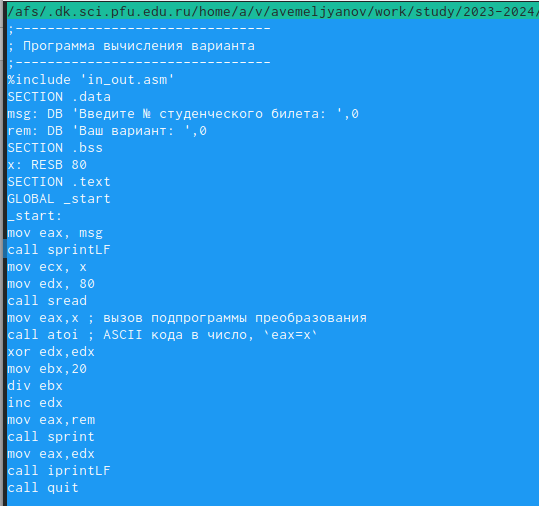 /afs/.dk.sci.pfu.edu.ru/home/a/v/avemeljyanov/work/study/2023-2024/
;--------------------------------
; Программа вычисления варианта
;--------------------------------
%include 'in_out.asm'
SECTION .data
msg: DB 'Введите № студенческого билета: ',0
rem: DB 'Ваш вариант: ',0
SECTION .bss
x: RESB 80
SECTION .text
GLOBAL _start
_start:
mov eax, msg
call sprintLF
mov ecx, x
mov edx, 80
call sread
mov eax,x ; вызов подпрограммы преобразования
call atoi ; ASCII кода в число, `eax=x`
xor edx,edx
mov ebx,20
div ebx
inc edx
mov eax,rem
call sprint
mov eax,edx
call iprintLF
call quit